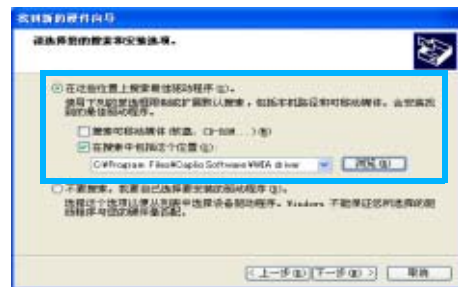 找到新的硬件向导
请选择您的搜索和安装选项。
在这些位置上搜索最佳驱动程序(S)。
使用下列的复选框限制或扩展默认搜索,包括本机路径和可移动媒体。会安装找
到的最佳驱动程序。
搜索可移动媒体(软盘、CD-ROM...)(M)
在搜索中包括这个位置(O):
C:¥Program Files¥Caplio Software¥WIA driver
浏览(R)
不要搜索。我要自己选择要安装的驱动程序(D)。
选择这个选项以便从列表中选择设备驱动程序。Windows 不能保证您所选择的驱
动程序与您的硬件最匹配。
<上一步(B) 下一步(N)> 取消